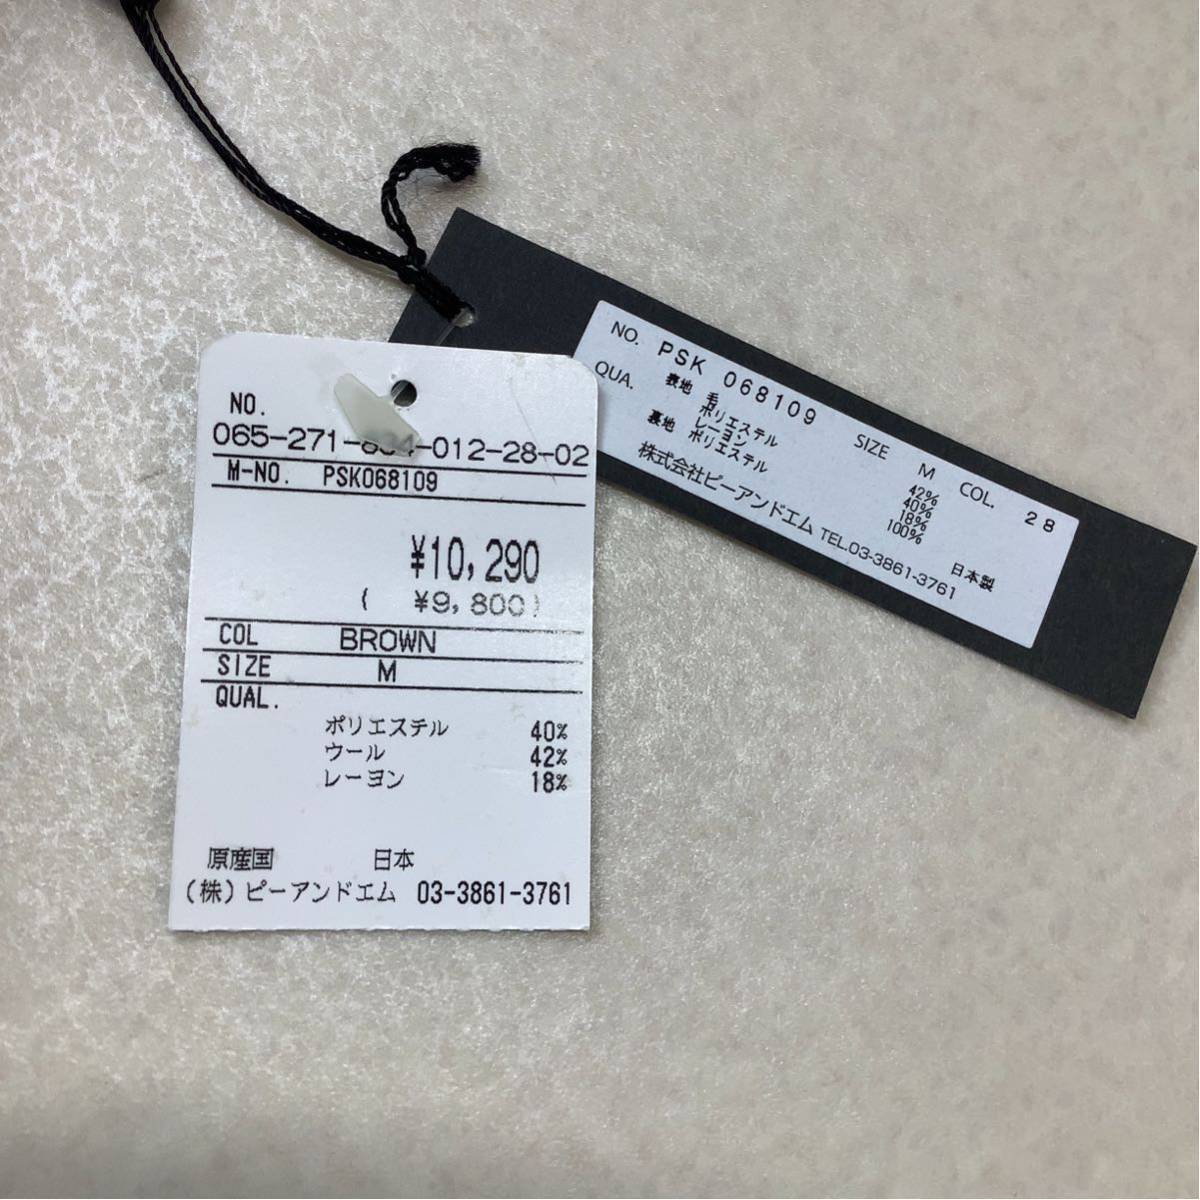 NO.
065-271-834-012-28-02
M-NO. PSK068109
¥10,290
( ¥9,800)
COL BROWN
SIZE M
QUAL.
ポリエステル 40%
ウール 42%
レーヨン 18%
原産国 日本
(株)ピーアンドエム 03-3861-3761
NO. PSK 068109 SIZE M COL. 28
QUA. 表地 毛 42%
ポリエステル 40%
レーヨン 18%
裏地 ポリエステル 100%
日本製
株式会社ピーアンドエム TEL.03-3861-3761